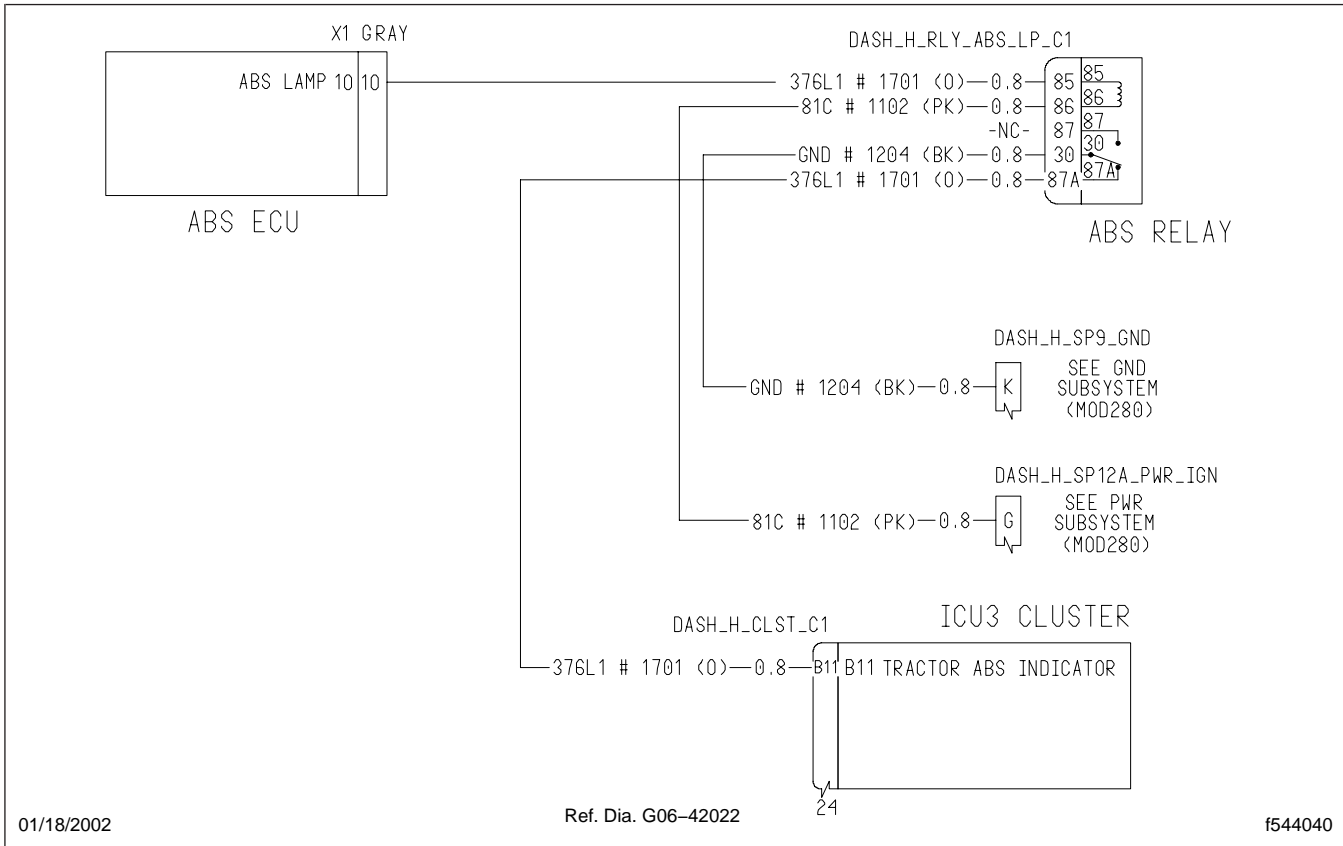 X1 GRAY
ABS LAMP 10 10
ABS ECU
DASH_H_RLY_ABS_LP_C1
376L1 # 1701 (O)—0.8— 85 85
81C # 1102 (PK)—0.8— 86 86
-NC- 87 87
GND # 1204 (BK)—0.8— 30 30
376L1 # 1701 (O)—0.8— 87A 87A
ABS RELAY
DASH_H_SP9_GND
GND # 1204 (BK)—0.8— K
SEE GND
SUBSYSTEM
(MOD280)
DASH_H_SP12A_PWR_IGN
81C # 1102 (PK)—0.8— G
SEE PWR
SUBSYSTEM
(MOD280)
ICU3 CLUSTER
DASH_H_CLST_C1
376L1 # 1701 (O)—0.8— B11 B11 TRACTOR ABS INDICATOR
24
01/18/2002
Ref. Dia. G06–42022
f544040